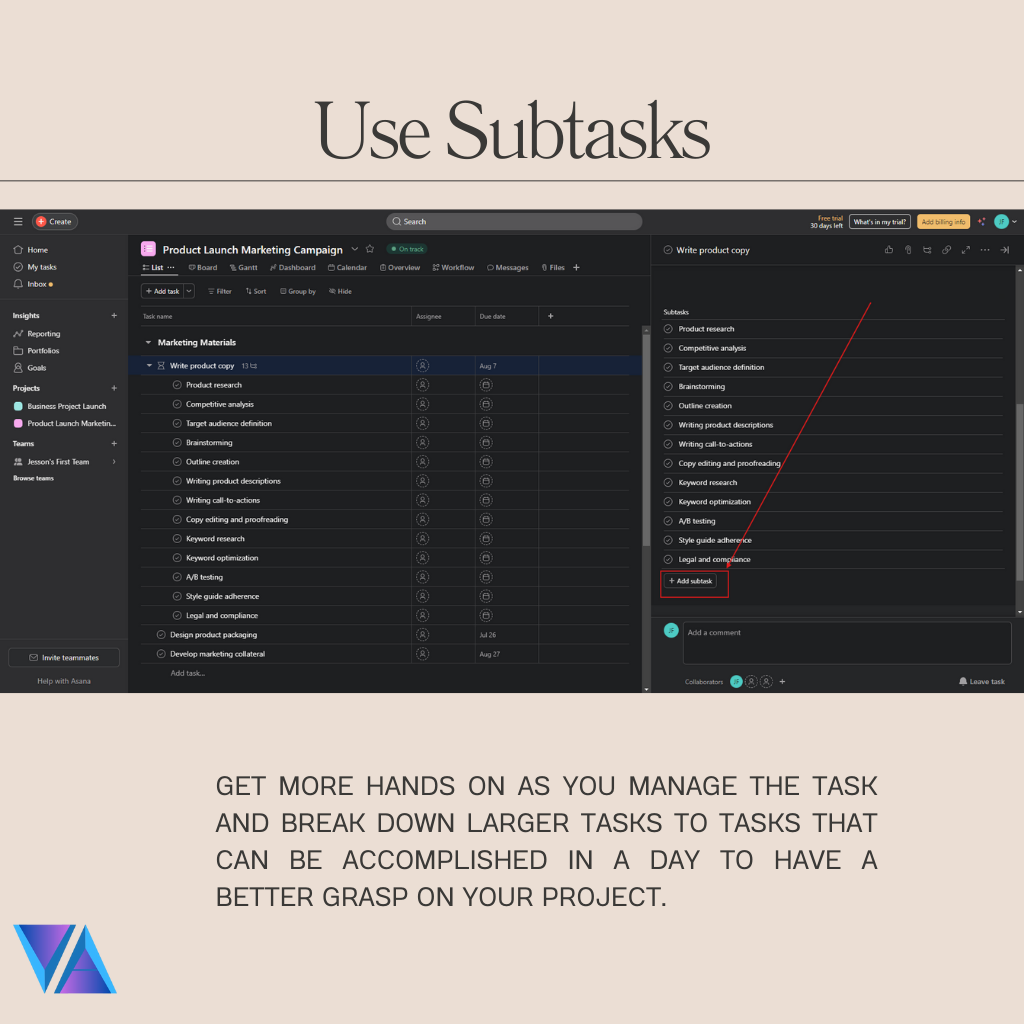 Use Subtasks
Create
Search
Free trial
30 days left
What's in my trial?
Add billing info
JF
Home
My tasks
Inbox
Insights
Reporting
Portfolios
Goals
Projects
Business Project Launch
Product Launch Marketin...
Teams
Jesson's First Team
Browse teams
Invite teammates
Help with Asana
Product Launch Marketing Campaign
On track
List
Board
Gantt
Dashboard
Calendar
Overview
Workflow
Messages
Files
Add task
Filter
Sort
Group by
Hide
Task name
Assignee
Due date
Marketing Materials
Write product copy 13
Aug 7
Product research
Competitive analysis
Target audience definition
Brainstorming
Outline creation
Writing product descriptions
Writing call-to-actions
Copy editing and proofreading
Keyword research
Keyword optimization
A/B testing
Style guide adherence
Legal and compliance
Design product packaging
Jul 26
Develop marketing collateral
Aug 27
Add task...
Write product copy
Subtasks
Product research
Competitive analysis
Target audience definition
Brainstorming
Outline creation
Writing product descriptions
Writing call-to-actions
Copy editing and proofreading
Keyword research
Keyword optimization
A/B testing
Style guide adherence
Legal and compliance
Add subtask
JF
Add a comment
Collaborators
JF
Leave task
GET MORE HANDS ON AS YOU MANAGE THE TASK
AND BREAK DOWN LARGER TASKS TO TASKS THAT
CAN BE ACCOMPLISHED IN A DAY TO HAVE A
BETTER GRASP ON YOUR PROJECT.
VA